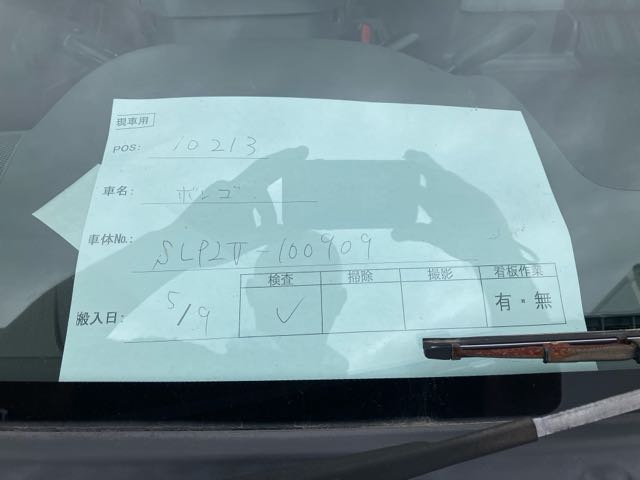 現車用
POS: 10213
車名: ボンゴ
車体No.: SLP2T-100909
検査 掃除 撮影 看板作業
搬入日: 5/9 ✓ 有・無